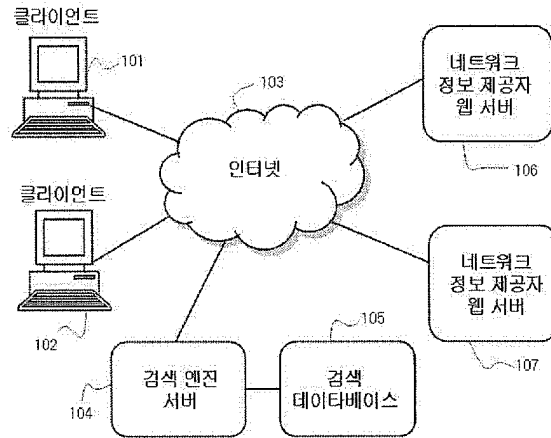 클라이언트
101
103
네트워크
정보 제공자
웹 서버
106
인터넷
클라이언트
102
네트워크
정보 제공자
웹 서버
107
105
검색 엔진
서버
104
검색
데이타베이스